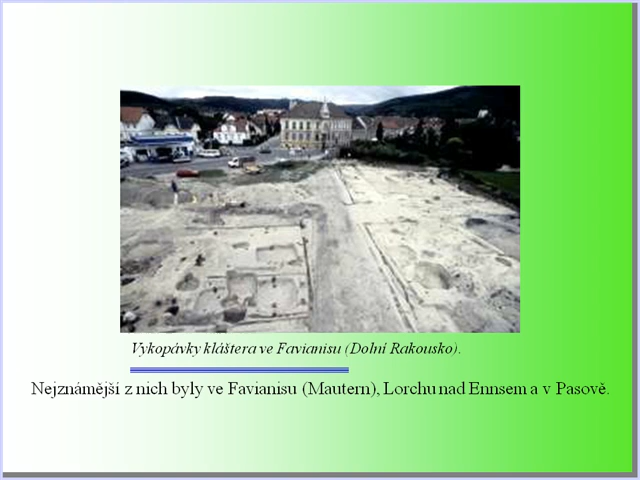 Vykopávky kláštera ve Favianisu (Dolní Rakousko).
Nejznámější z nich byly ve Favianisu (Mautern), Lorchu nad Ennsem a v Pasově.